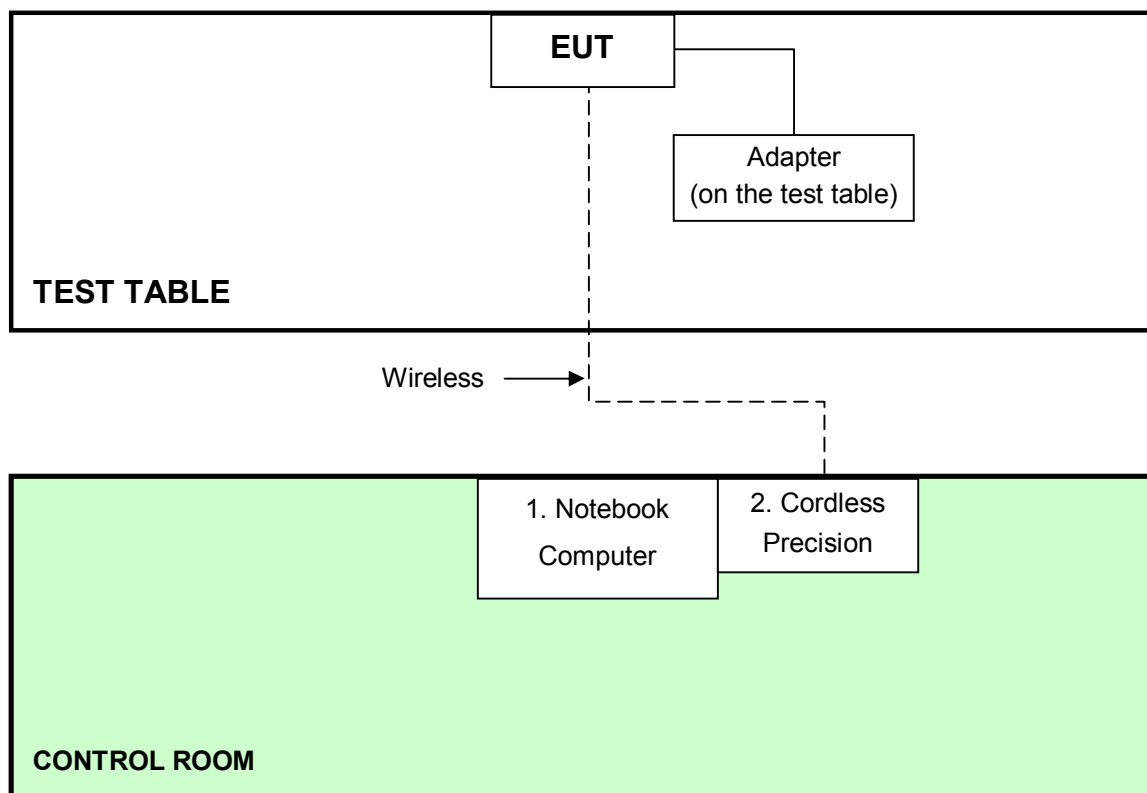 EUT
Adapter
(on the test table)
TEST TABLE
Wireless
1. Notebook
Computer
2. Cordless
Precision
CONTROL ROOM